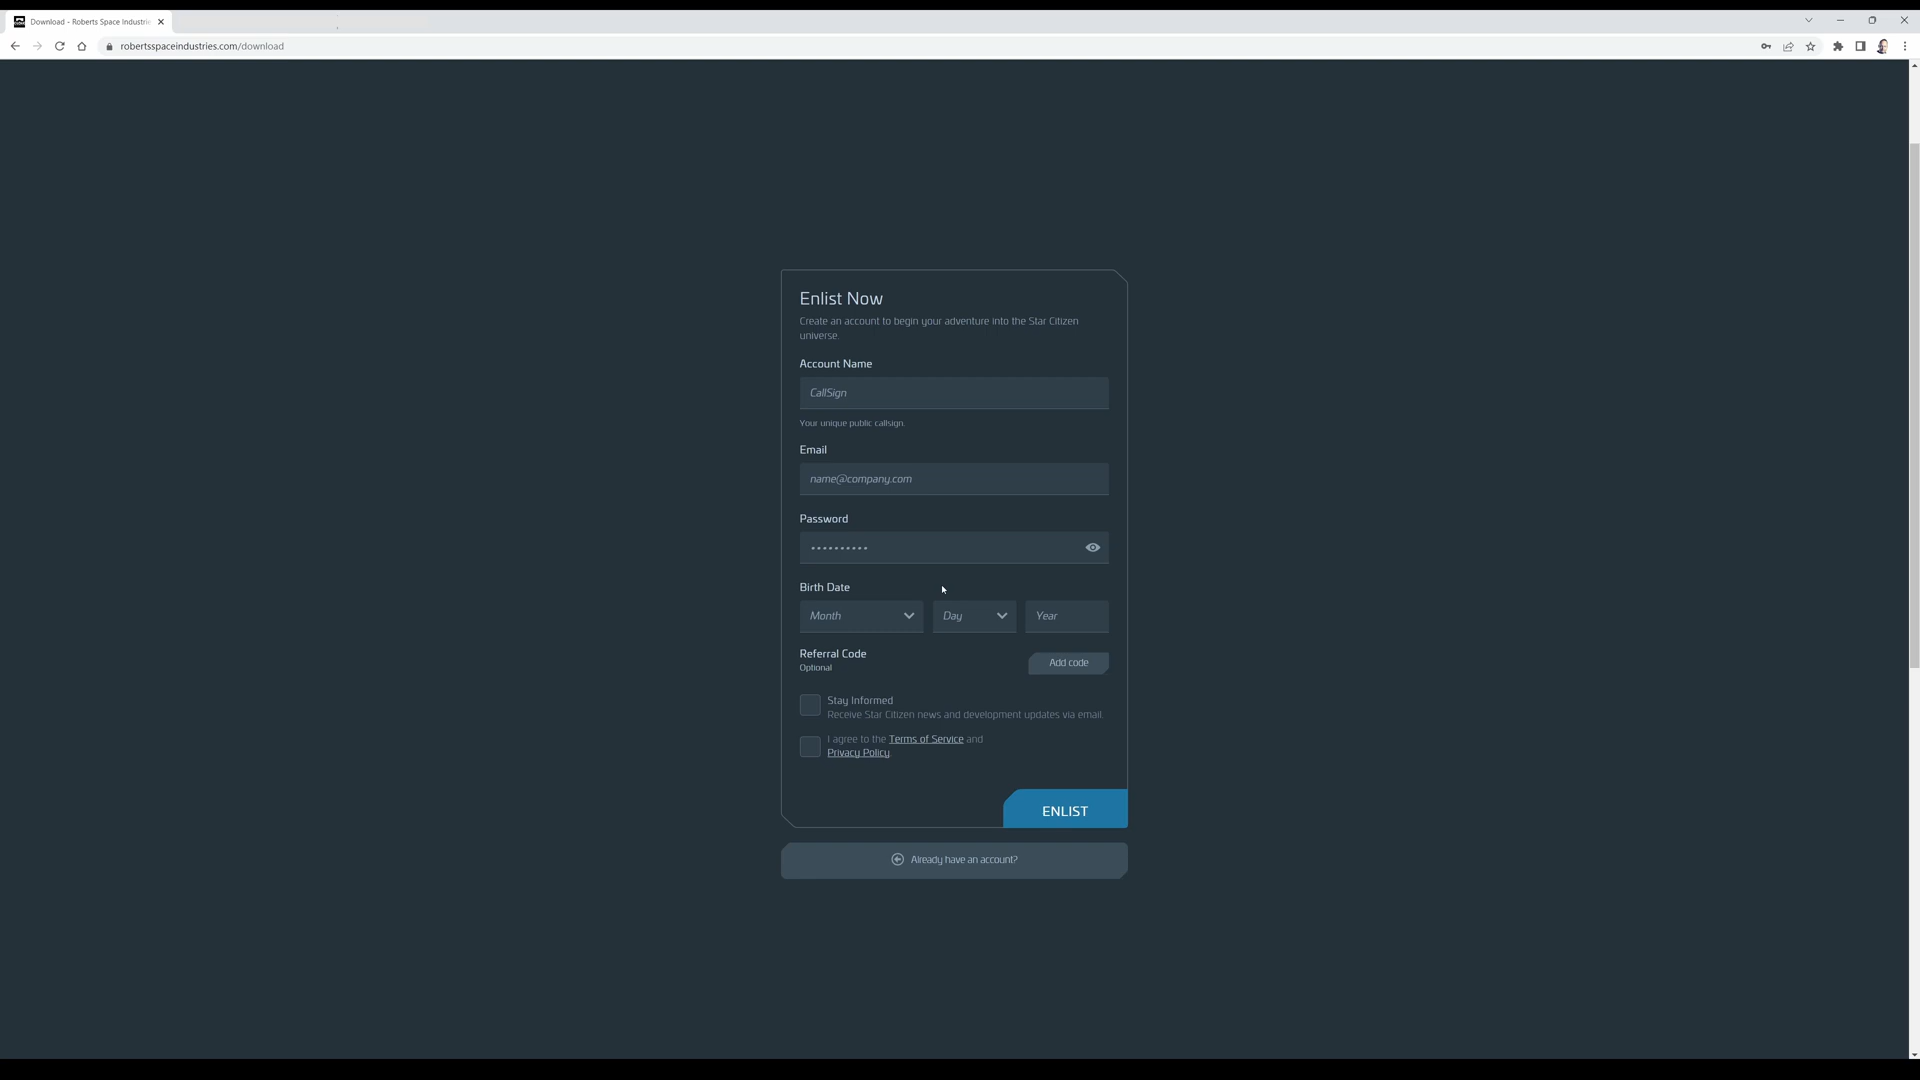 Download - Roberts Space Industrie
robertsspaceindustries.com/download
Enlist Now
Create an account to begin your adventure into the Star Citizen
universe.
Account Name
CallSign
Your unique public callsign.
Email
name@company.com
Password
••••••••••
Birth Date
Month Day Year
Referral Code
Optional
Add code
Stay Informed
Receive Star Citizen news and development updates via email.
I agree to the Terms of Service and
Privacy Policy.
ENLIST
Already have an account?